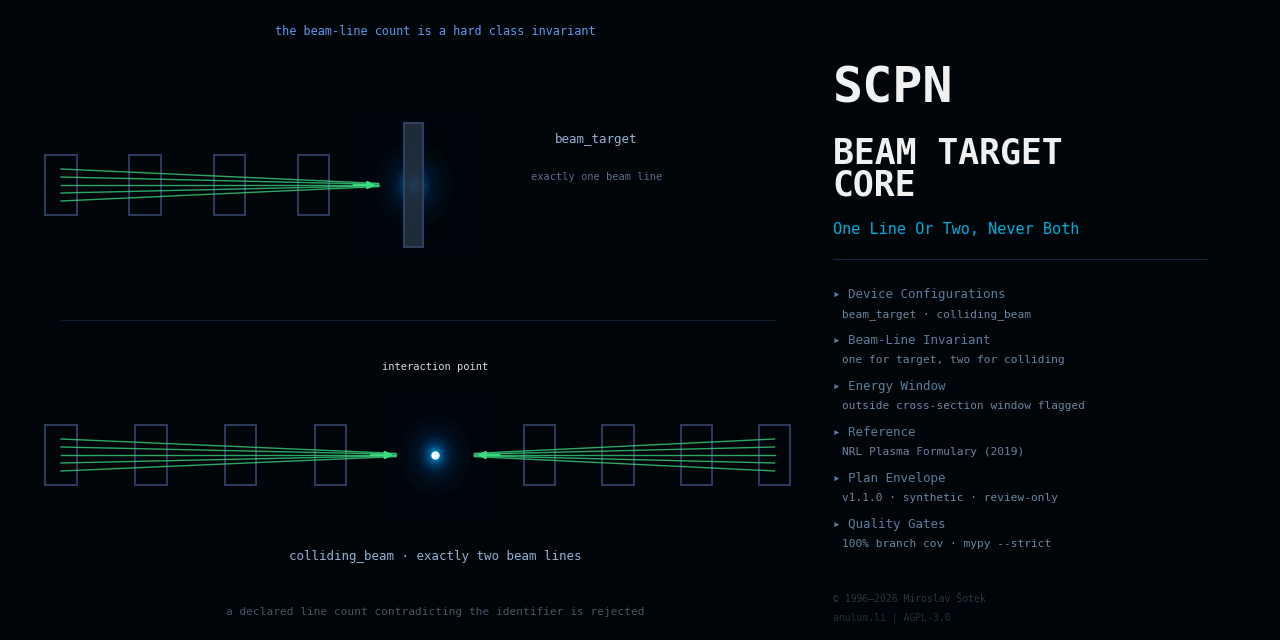 the beam-line count is a hard class invariant
beam_target
exactly one beam line
interaction point
colliding_beam · exactly two beam lines
a declared line count contradicting the identifier is rejected
SCPN
BEAM TARGET
CORE
One Line Or Two, Never Both
▸ Device Configurations
beam_target · colliding_beam
▸ Beam-Line Invariant
one for target, two for colliding
▸ Energy Window
outside cross-section window flagged
▸ Reference
NRL Plasma Formulary (2019)
▸ Plan Envelope
v1.1.0 · synthetic · review-only
▸ Quality Gates
100% branch cov · mypy --strict
© 1996–2026 Miroslav Šotek
anulum.li | AGPL-3.0